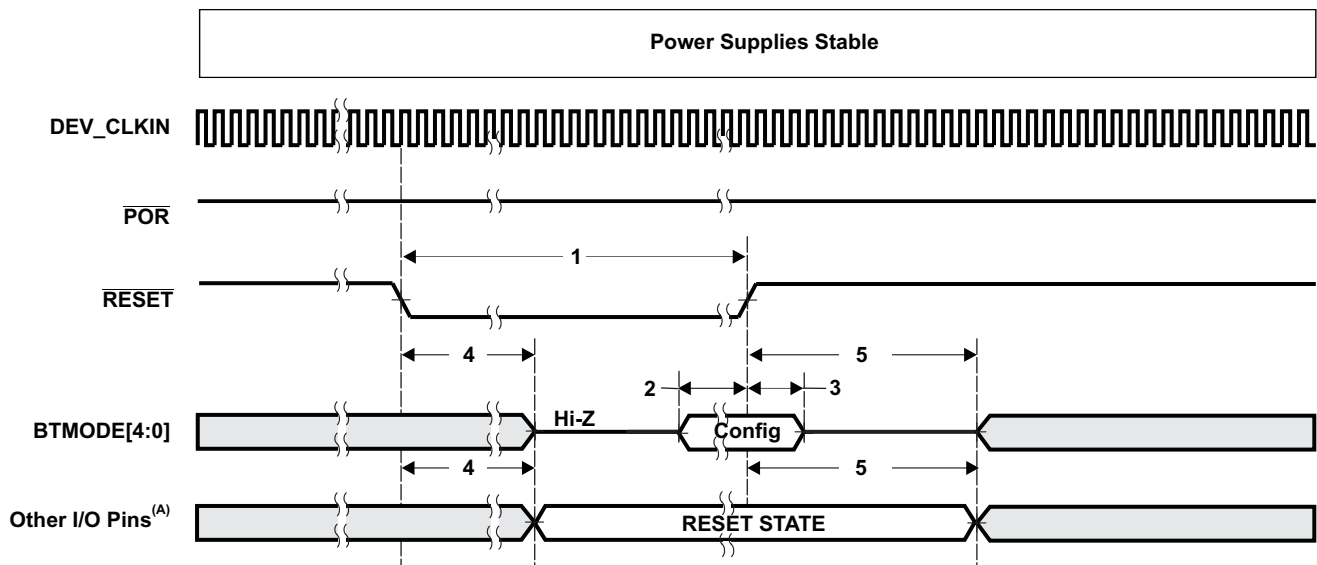 Power Supplies Stable
DEV_CLKIN
POR
1
RESET
4
5
2
3
BTMODE[4:0]
Hi-Z
Config
4
5
Other I/O Pins(A)
RESET STATE